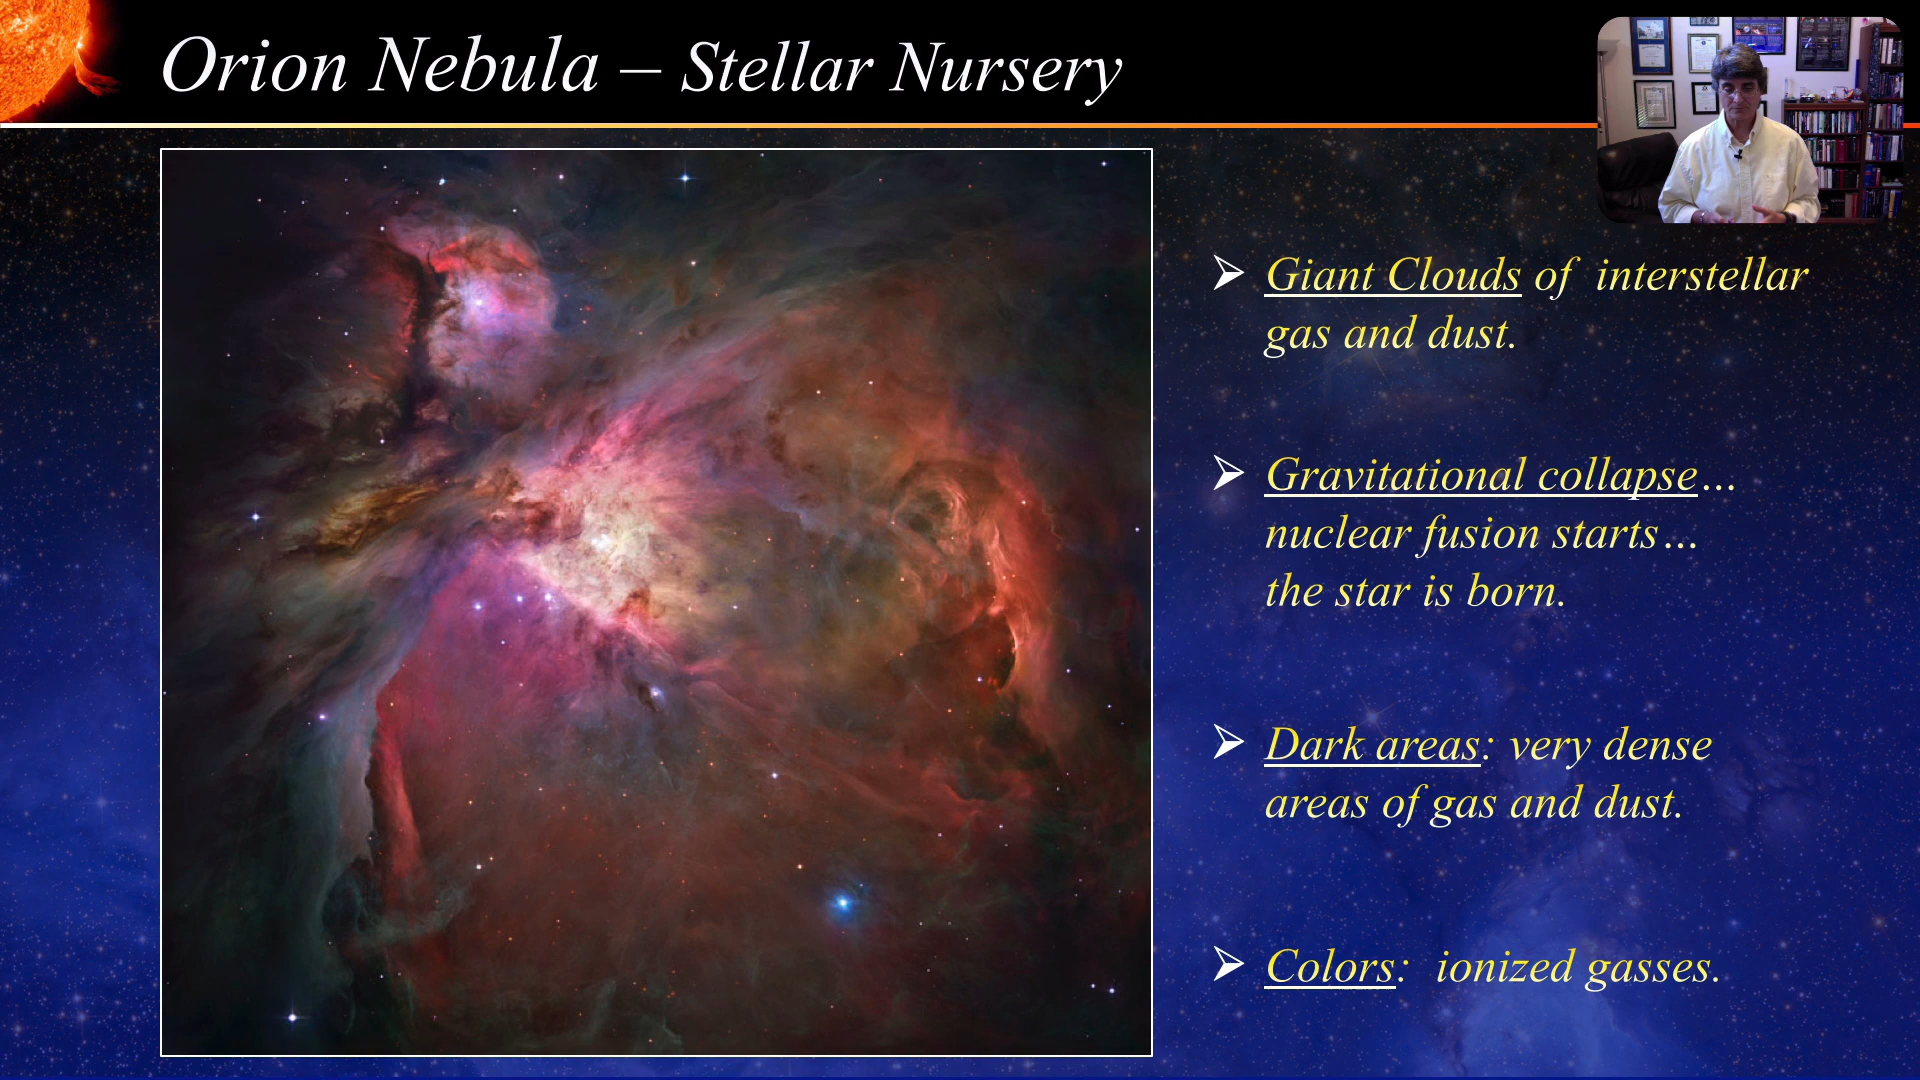 Orion Nebula – Stellar Nursery
Giant Clouds of interstellar
gas and dust.
Gravitational collapse…
nuclear fusion starts…
the star is born.
Dark areas: very dense
areas of gas and dust.
Colors: ionized gasses.